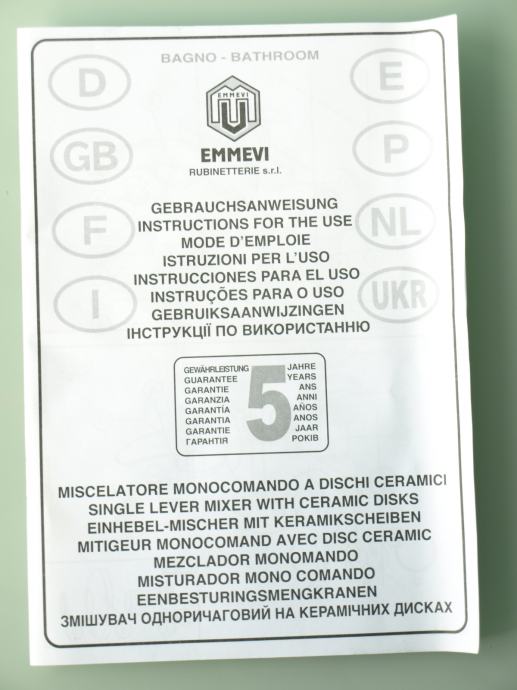 BAGNO - BATHROOM
D
E
EMMEVI
GB
P
EMMEVI
RUBINETTERIE s.r.l.
F
NL
I
UKR
GEBRAUCHSANWEISUNG
INSTRUCTIONS FOR THE USE
MODE D'EMPLOIE
ISTRUZIONI PER L'USO
INSTRUCCIONES PARA EL USO
INSTRUÇÕES PARA O USO
GEBRUIKSAANWIJZINGEN
ІНСТРУКЦІЇ ПО ВИКОРИСТАННЮ
GEWÄHRLEISTUNG
GUARANTEE
GARANTIE
GARANZIA
GARANTÍA
GARANTIA
GARANTIE
ГАРАНТІЯ
5
JAHRE
YEARS
ANS
ANNI
AÑOS
ANOS
JAAR
РОКІВ
MISCELATORE MONOCOMANDO A DISCHI CERAMICI
SINGLE LEVER MIXER WITH CERAMIC DISKS
EINHEBEL-MISCHER MIT KERAMIKSCHEIBEN
MITIGEUR MONOCOMAND AVEC DISC CERAMIC
MEZCLADOR MONOMANDO
MISTURADOR MONO COMANDO
EENBESTURINGSMENGKRANEN
ЗМІШУВАЧ ОДНОРИЧАГОВИЙ НА КЕРАМІЧНИХ ДИСКАХ